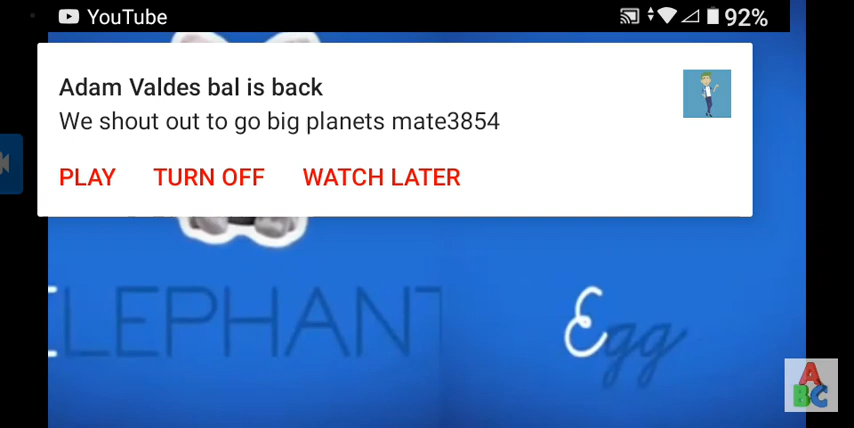 YouTube
92%
Adam Valdes bal is back
We shout out to go big planets mate3854
PLAY TURN OFF WATCH LATER
ELEPHANT
Egg
ABC